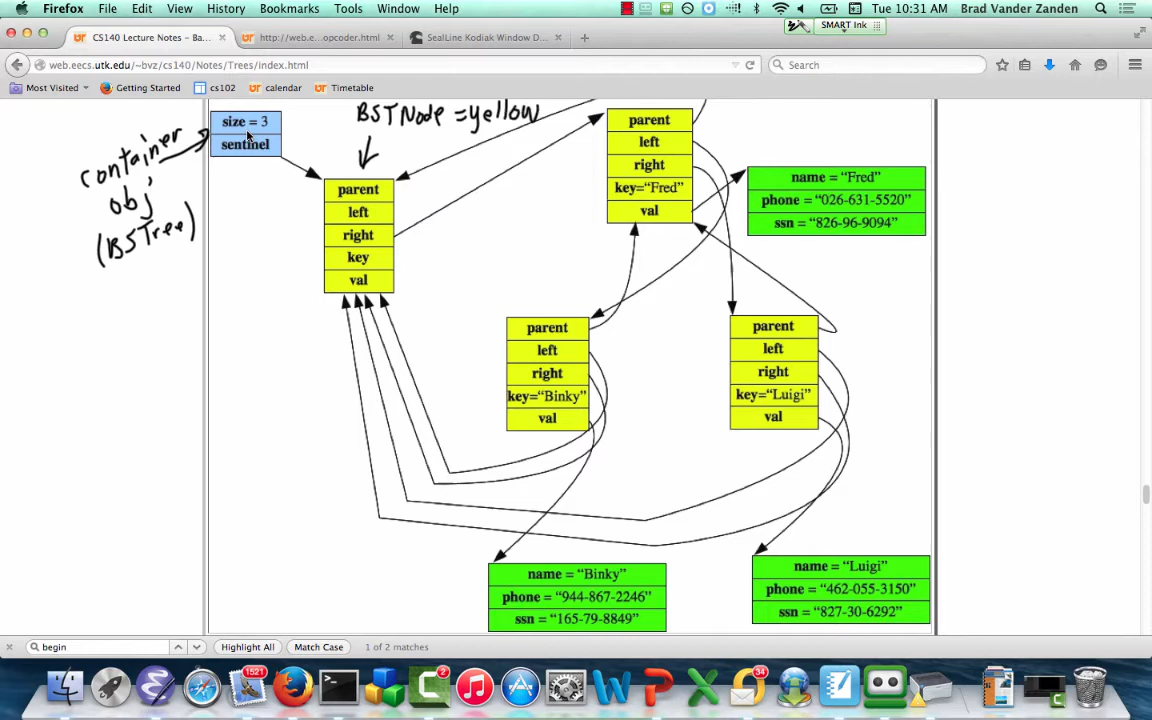 Firefox File Edit View History Bookmarks Tools Window Help Tue 10:31 AM Brad Vander Zanden
SMART Ink
CS140 Lecture Notes – Ba... http://web.e...opcoder.html SealLine Kodiak Window D...
web.eecs.utk.edu/~bvz/cs140/Notes/Trees/index.html Search
Most Visited Getting Started cs102 calendar Timetable
container
obj
(BSTree)
size = 3
sentinel
BSTNode = yellow
parent
left
right
key
val
parent
left
right
key="Fred"
val
name = "Fred"
phone = "026-631-5520"
ssn = "826-96-9094"
parent
left
right
key="Binky"
val
parent
left
right
key="Luigi"
val
name = "Binky"
phone = "944-867-2246"
ssn = "165-79-8849"
name = "Luigi"
phone = "462-055-3150"
ssn = "827-30-6292"
begin Highlight All Match Case 1 of 2 matches
1521
2
34